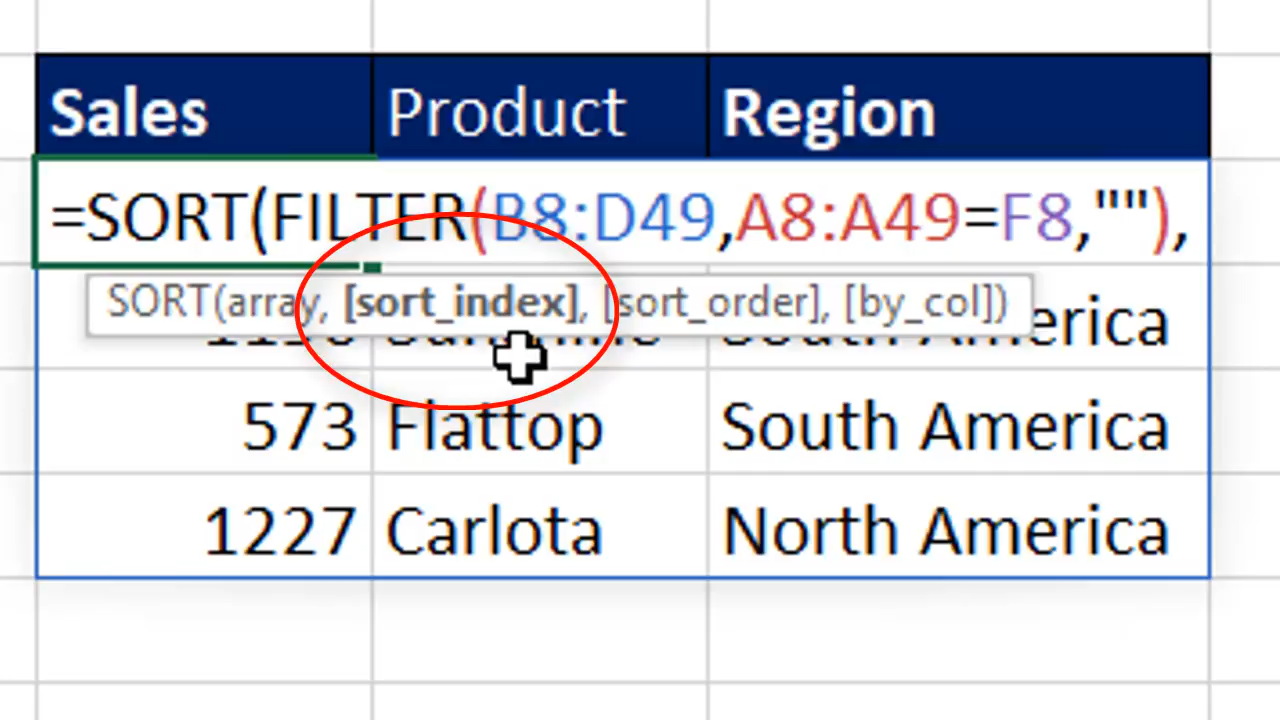 Sales Product Region
=SORT(FILTER(B8:D49,A8:A49=F8,""),
SORT(array, [sort_index], [sort_order], [by_col])
573 Flattop South America
1227 Carlota North America